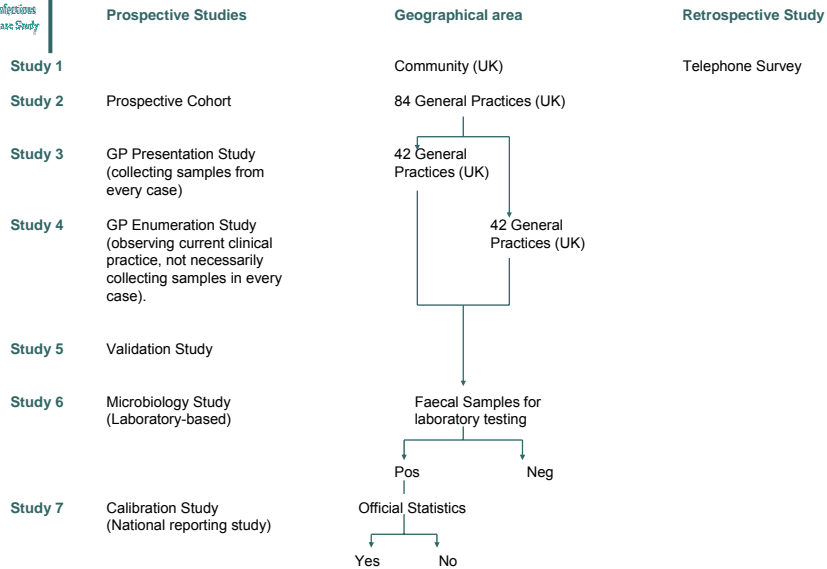 Study
Prospective Studies Geographical area Retrospective Study
Study 1 Community (UK) Telephone Survey
Study 2 Prospective Cohort 84 General Practices (UK)
Study 3 GP Presentation Study 42 General
(collecting samples from Practices (UK)
every case)
Study 4 GP Enumeration Study 42 General
(observing current clinical Practices (UK)
practice, not necessarily
collecting samples in every
case).
Study 5 Validation Study
Study 6 Microbiology Study Faecal Samples for
(Laboratory-based) laboratory testing
Pos Neg
Study 7 Calibration Study Official Statistics
(National reporting study)
Yes No